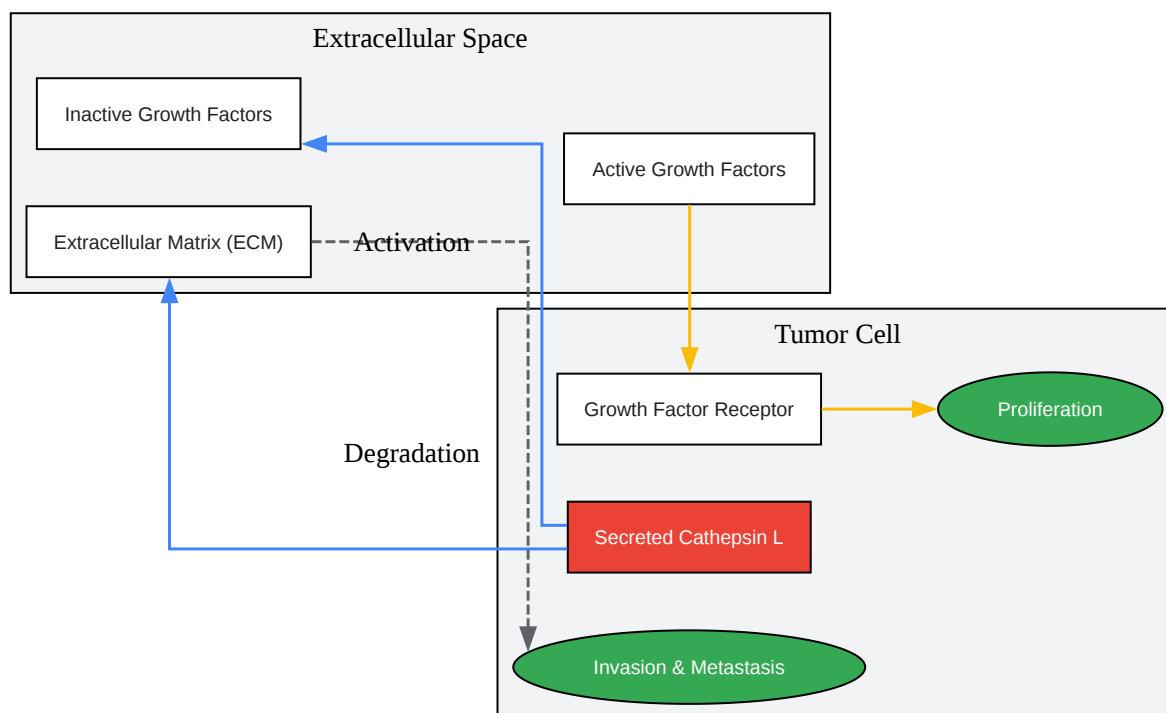 Extracellular Space
Inactive Growth Factors
Active Growth Factors
Extracellular Matrix (ECM)
Activation
Tumor Cell
Growth Factor Receptor
Proliferation
Degradation
Secreted Cathepsin L
Invasion & Metastasis